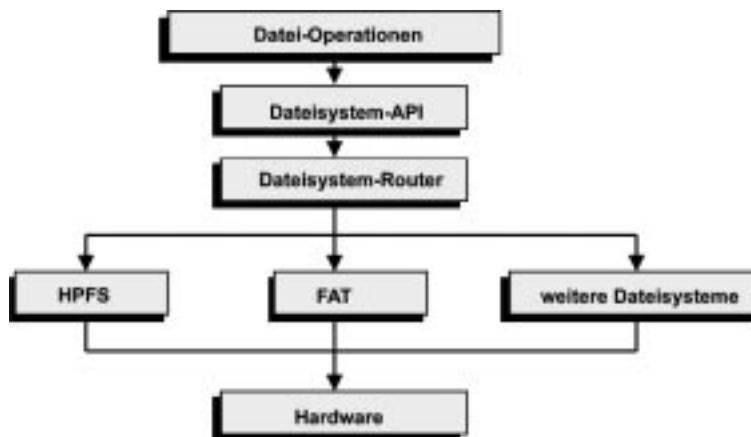 Datei-Operationen
Dateisystem-API
Dateisystem-Router
HPFS
FAT
weitere Dateisysteme
Hardware